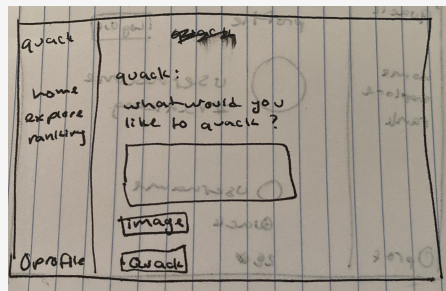 quack
home
explore
ranking
profile
quack:
what would you
like to quack?
image
Quack